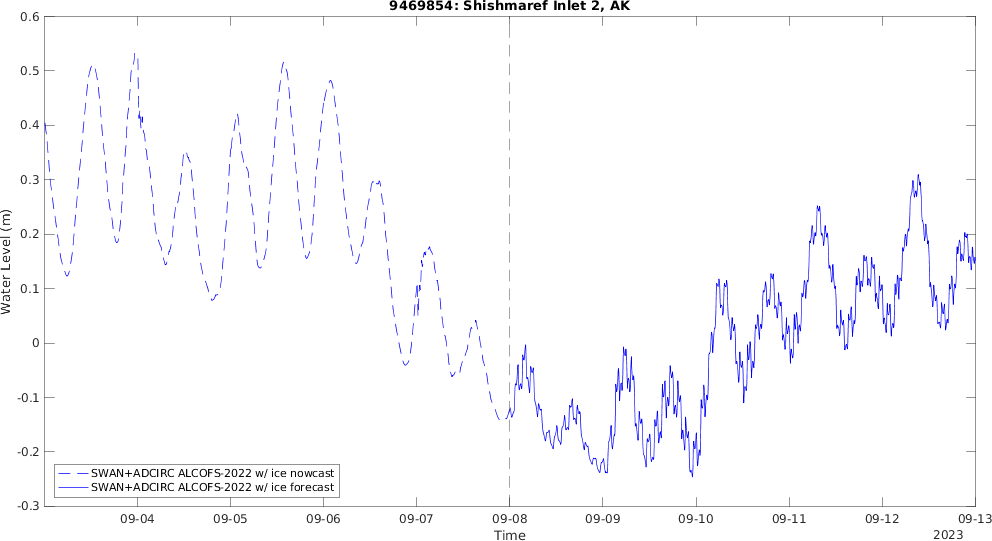 9469854: Shishmaref Inlet 2, AK
Water Level (m)
0.6
0.5
0.4
0.3
0.2
0.1
0
-0.1
-0.2
-0.3
SWAN+ADCIRC ALCOFS-2022 w/ ice nowcast
SWAN+ADCIRC ALCOFS-2022 w/ ice forecast
09-04 09-05 09-06 09-07 09-08 09-09 09-10 09-11 09-12 09-13
Time
2023